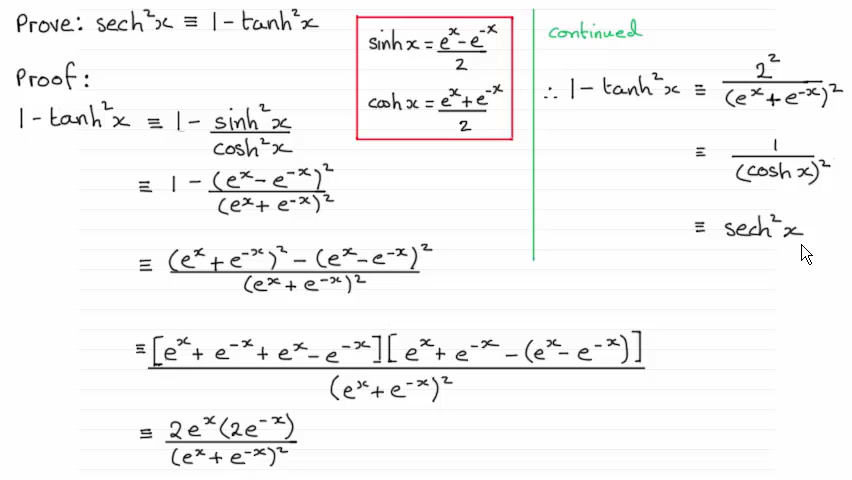 Prove: sech²x ≡ 1 - tanh²x
Proof:
1 - tanh²x ≡ 1 - sinh²x / cosh²x
≡ 1 - (eˣ - e⁻ˣ)² / (eˣ + e⁻ˣ)²
≡ (eˣ + e⁻ˣ)² - (eˣ - e⁻ˣ)² / (eˣ + e⁻ˣ)²
≡ [eˣ + e⁻ˣ + eˣ - e⁻ˣ][eˣ + e⁻ˣ - (eˣ - e⁻ˣ)] / (eˣ + e⁻ˣ)²
≡ 2eˣ(2e⁻ˣ) / (eˣ + e⁻ˣ)²
sinh x = eˣ - e⁻ˣ / 2
cosh x = eˣ + e⁻ˣ / 2
continued
∴ 1 - tanh²x ≡ 2² / (eˣ + e⁻ˣ)²
≡ 1 / (cosh x)²
≡ sech²x